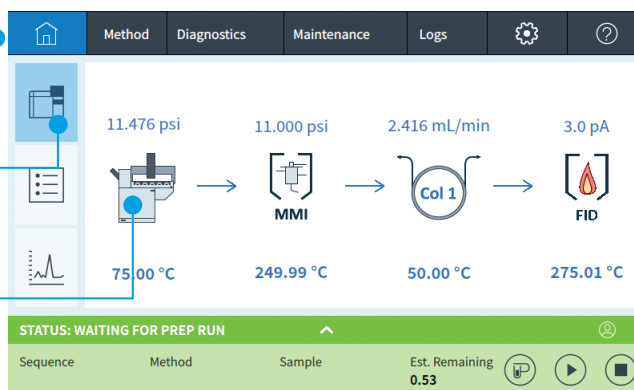 Method Diagnostics Maintenance Logs ?
11.476 psi 11.000 psi 2.416 mL/min 3.0 pA
Col 1
MMI FID
75.00 °C 249.99 °C 50.00 °C 275.01 °C
STATUS: WAITING FOR PREP RUN
Sequence Method Sample Est. Remaining
0.53
P